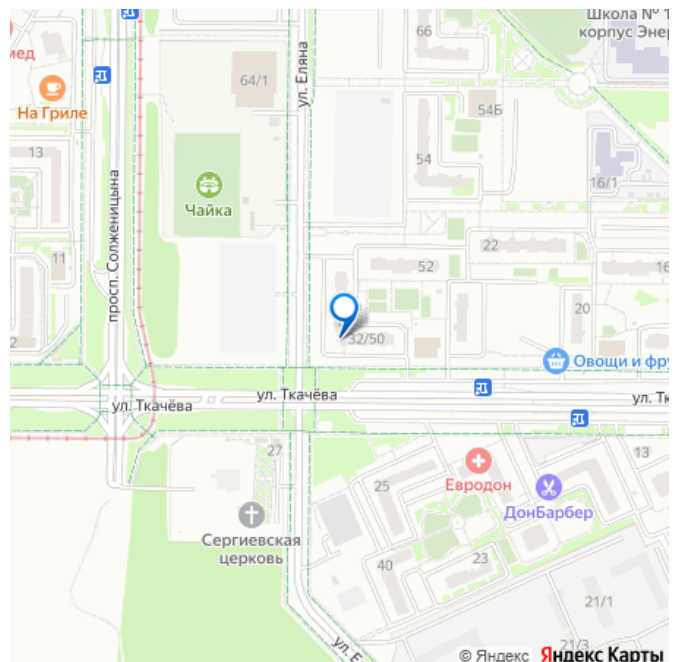 Школа № 1
корпус Энер
66
мед
64/1
ул. Еляна
На Гриле
54Б
13
54
просп. Солженицына
Чайка
16/1
22
11
52
16
20
2
32/50
Овощи и фру
ул. Ткачёва
ул. Ткачёва
ул. Тк
27
13
25
Евродон
ДонБарбер
Сергиевская
церковь
40
23
21/1
ул. Е
21/3
© Яндекс Яндекс Карты